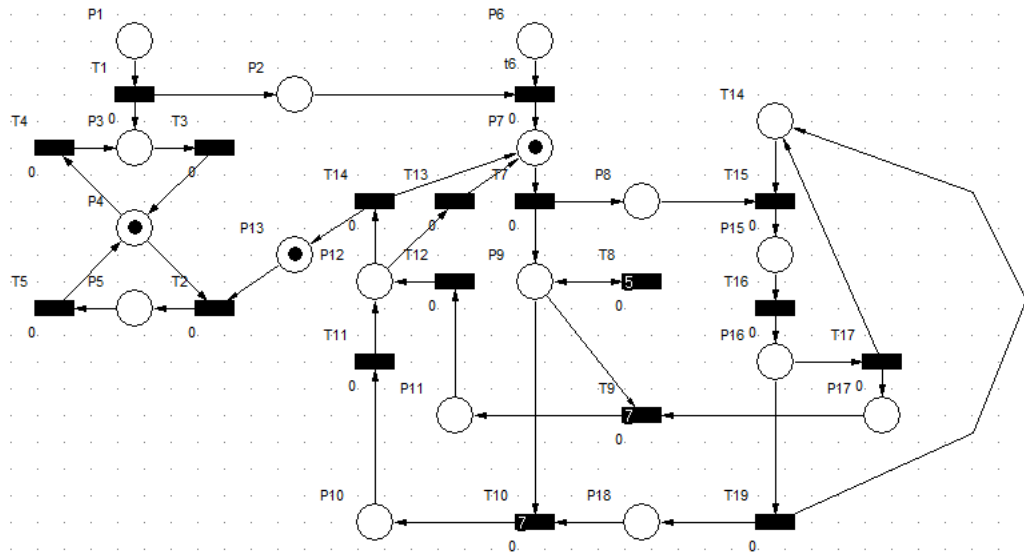 P1 P6
T1 P2 t6
T14
T4 P3 0. T3 P7 0.
0. 0. T14 T13 T7 P8 T15
P4 0. 0. 0. P15 0.
P13 P12 T12 P9 T8
T5 P5 T2 5 T16
0. 0. 0. 0.
T11 P16 0. T17
0. P11 T9 P17 0.
7
0.
P10 T10 P18 T19
7
0. 0.